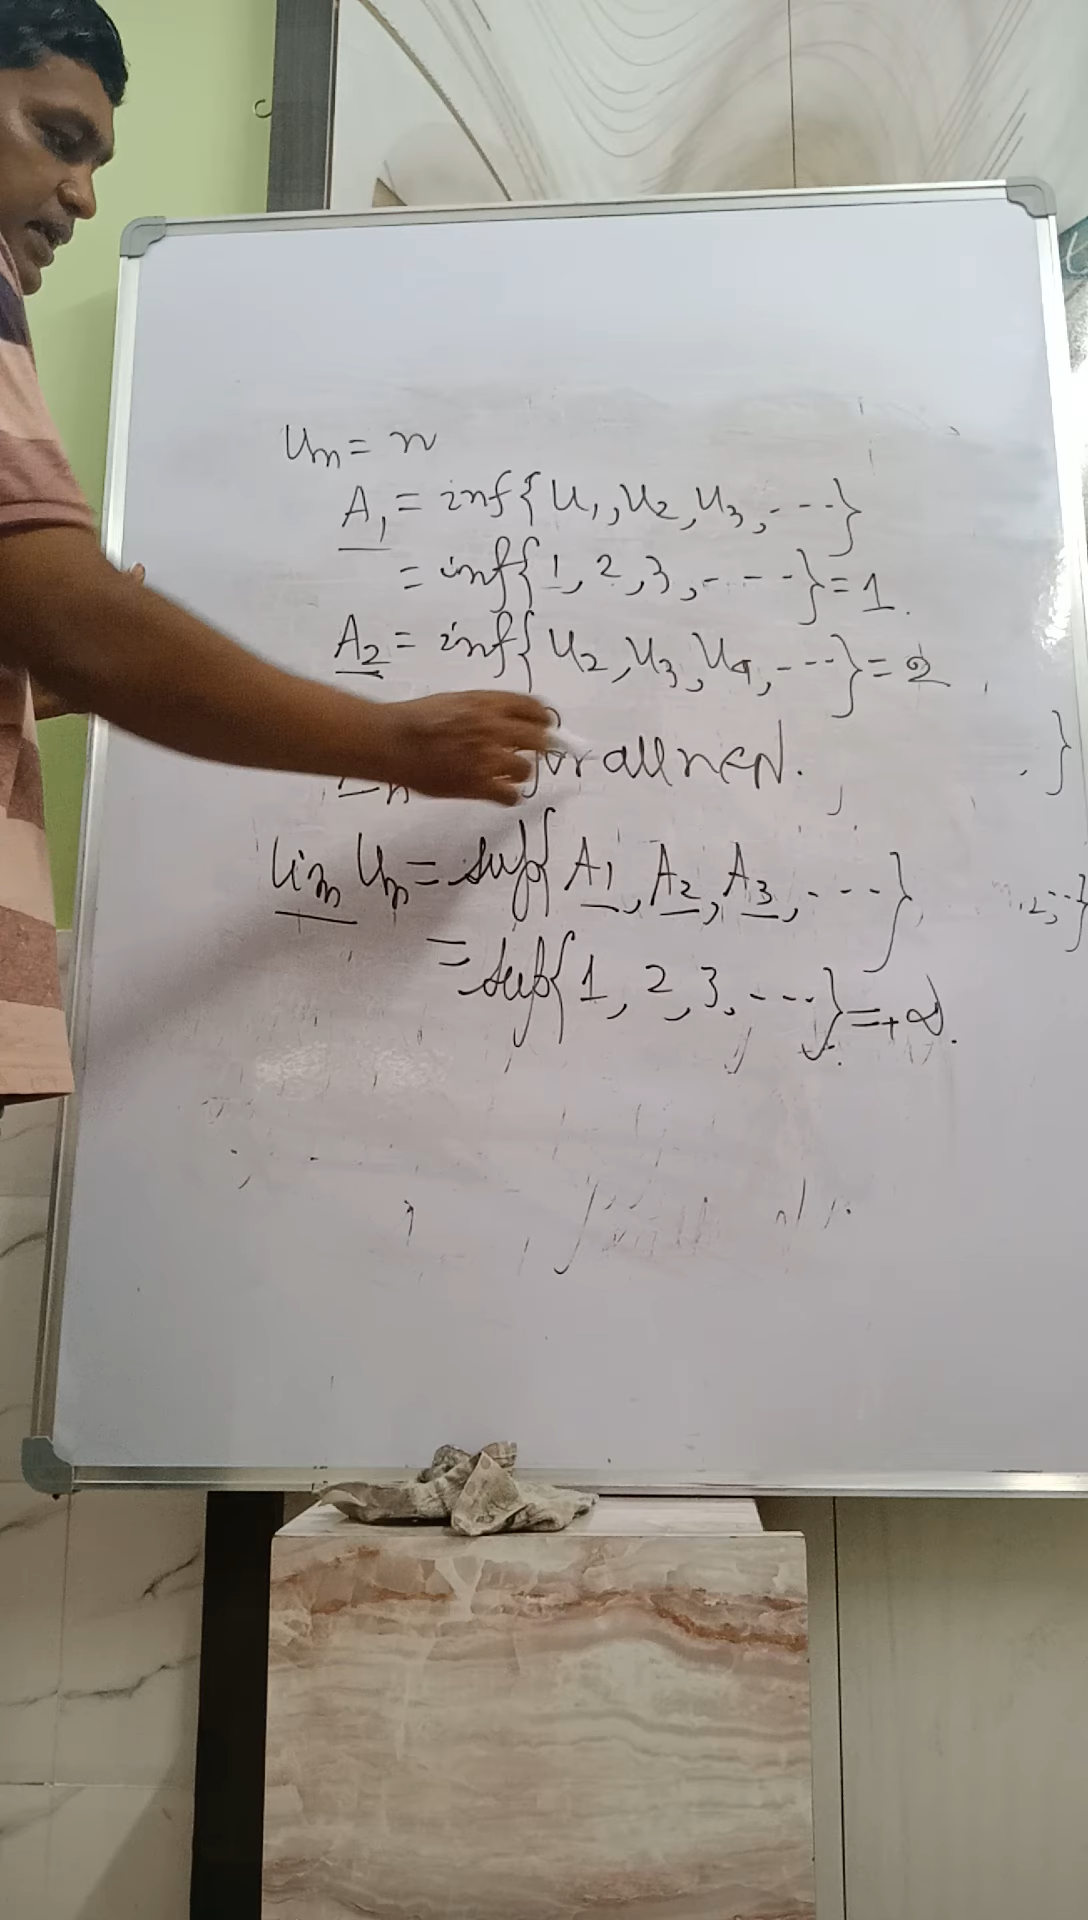 Un = n
A1 = inf{U1, U2, U3, ----}
= inf{1, 2, 3, ----} = 1.
A2 = inf{U2, U3, U4, ---} = 2
n for all n∈N.
lim Un = sup{A1, A2, A3, ----}
= sup{1, 2, 3, ----} = +∞.